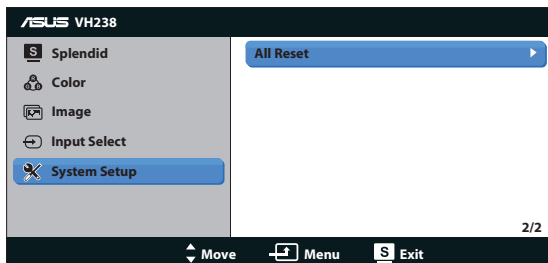 ASUS VH238
S Splendid
Color
Image
Input Select
System Setup
All Reset
2/2
Move Menu S Exit